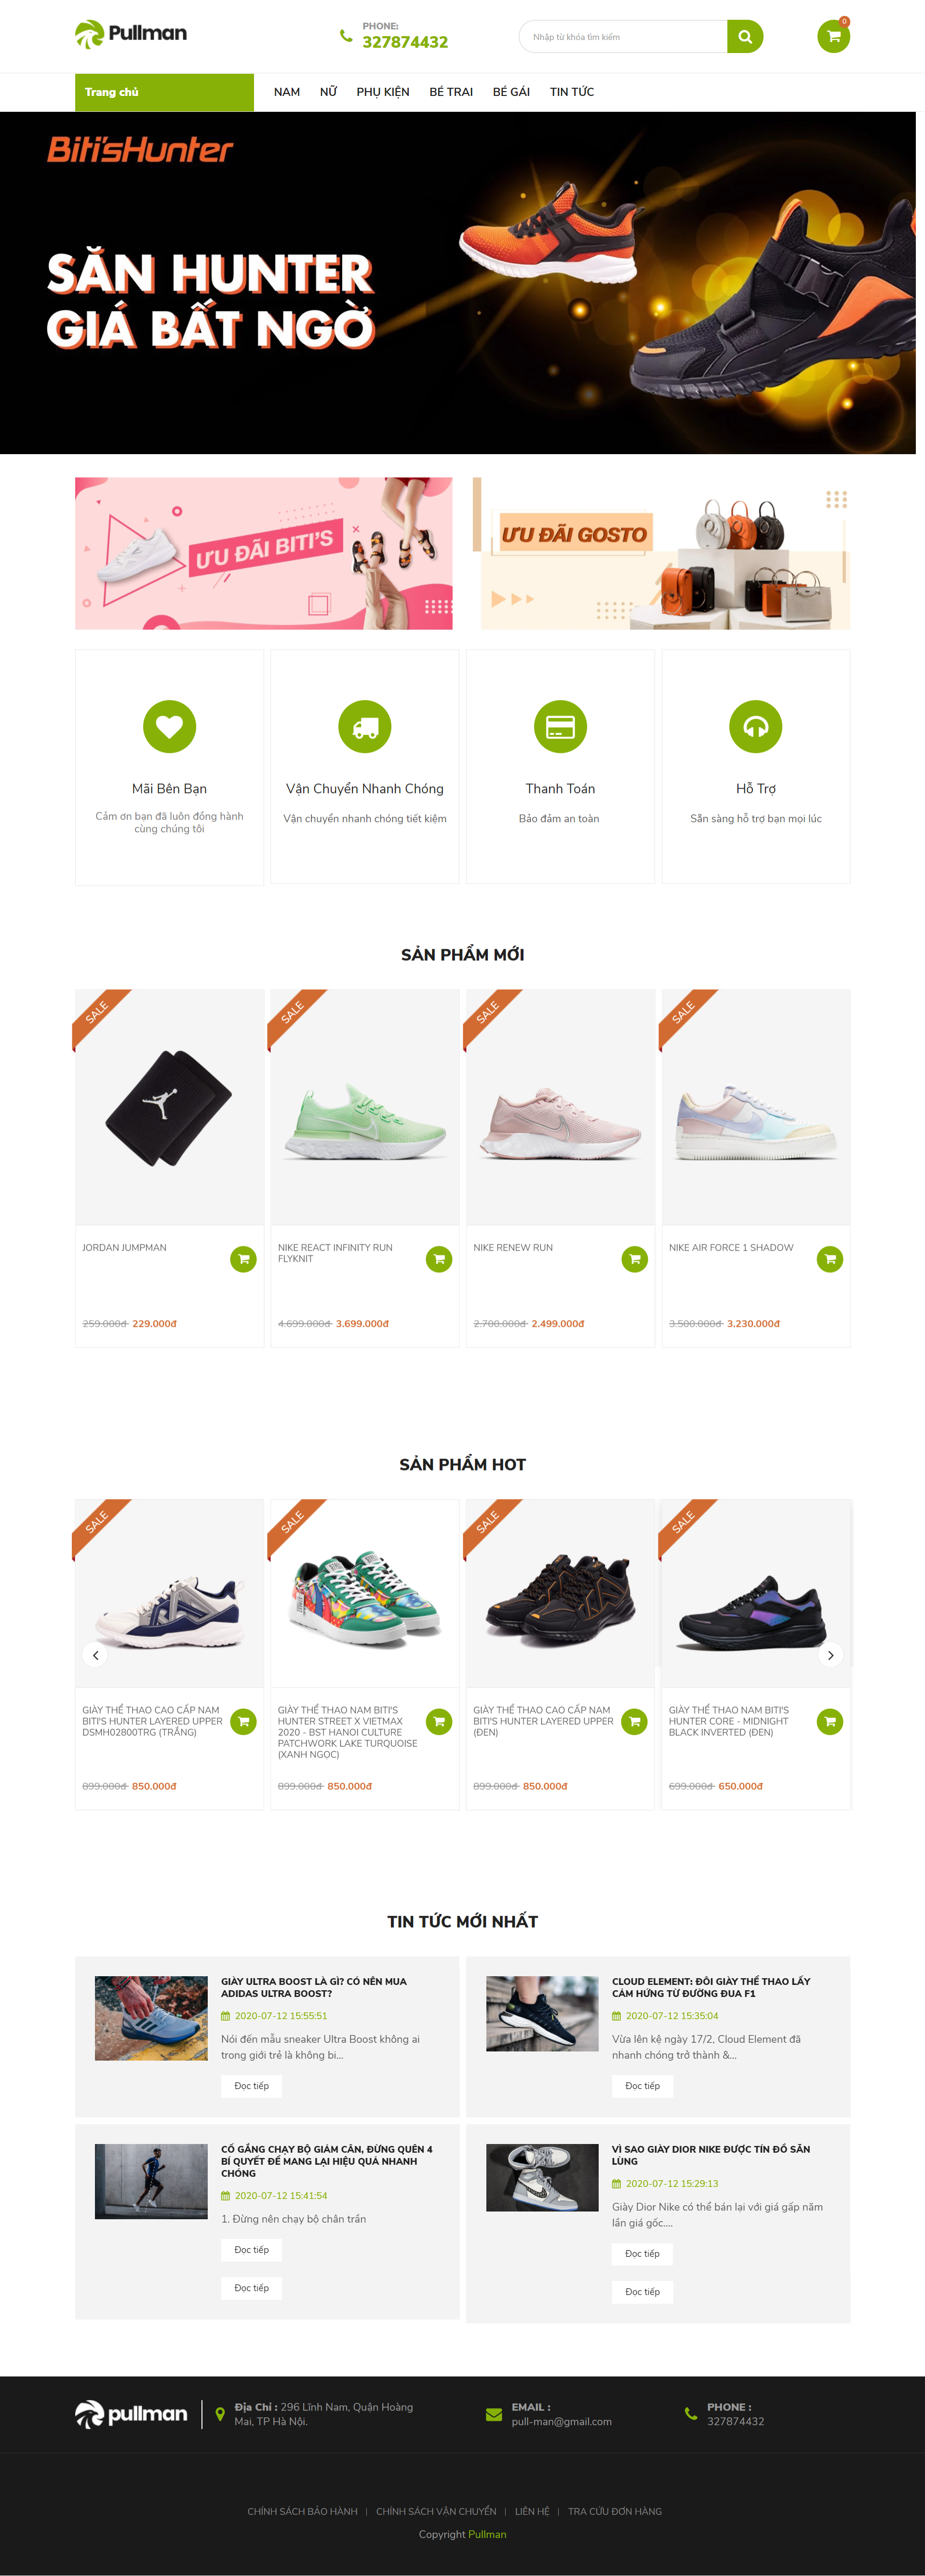 Pullman
PHONE:
327874432
Nhập từ khóa tìm kiếm
0
Trang chủ
NAM
NỮ
PHỤ KIỆN
BÉ TRAI
BÉ GÁI
TIN TỨC
Biti'sHunter
SĂN HUNTER
GIÁ BẤT NGỜ
ƯU ĐÃI BITI'S
ƯU ĐÃI GOSTO
Mãi Bên Bạn
Cảm ơn bạn đã luôn đồng hành
cùng chúng tôi
Vận Chuyển Nhanh Chóng
Vận chuyển nhanh chóng tiết kiệm
Thanh Toán
Bảo đảm an toàn
Hỗ Trợ
Sẵn sàng hỗ trợ bạn mọi lúc
SẢN PHẨM MỚI
SALE
SALE
SALE
SALE
JORDAN JUMPMAN
259.000đ 229.000đ
NIKE REACT INFINITY RUN
FLYKNIT
4.699.000đ 3.699.000đ
NIKE RENEW RUN
2.700.000đ 2.499.000đ
NIKE AIR FORCE 1 SHADOW
3.500.000đ 3.230.000đ
SẢN PHẨM HOT
SALE
SALE
SALE
SALE
GIÀY THỂ THAO CAO CẤP NAM
BITI'S HUNTER LAYERED UPPER
DSMH02800TRG (TRẮNG)
899.000đ 850.000đ
GIÀY THỂ THAO NAM BITI'S
HUNTER STREET X VIETMAX
2020 - BST HANOI CULTURE
PATCHWORK LAKE TURQUOISE
(XANH NGỌC)
899.000đ 850.000đ
GIÀY THỂ THAO CAO CẤP NAM
BITI'S HUNTER LAYERED UPPER
(ĐEN)
899.000đ 850.000đ
GIÀY THỂ THAO NAM BITI'S
HUNTER CORE - MIDNIGHT
BLACK INVERTED (ĐEN)
699.000đ 650.000đ
TIN TỨC MỚI NHẤT
GIÀY ULTRA BOOST LÀ GÌ? CÓ NÊN MUA
ADIDAS ULTRA BOOST?
2020-07-12 15:55:51
Nói đến mẫu sneaker Ultra Boost không ai
trong giới trẻ là không bi...
Đọc tiếp
CLOUD ELEMENT: ĐÔI GIÀY THỂ THAO LẤY
CẢM HỨNG TỪ ĐƯỜNG ĐUA F1
2020-07-12 15:35:04
Vừa lên kệ ngày 17/2, Cloud Element đã
nhanh chóng trở thành &...
Đọc tiếp
CỐ GẮNG CHẠY BỘ GIẢM CÂN, ĐỪNG QUÊN 4
BÍ QUYẾT ĐỂ MANG LẠI HIỆU QUẢ NHANH
CHÓNG
2020-07-12 15:41:54
1. Đừng nên chạy bộ chân trần
Đọc tiếp
Đọc tiếp
VÌ SAO GIÀY DIOR NIKE ĐƯỢC TÍN ĐỒ SĂN
LÙNG
2020-07-12 15:29:13
Giày Dior Nike có thể bán lại với giá gấp năm
lần giá gốc....
Đọc tiếp
Đọc tiếp
pullman
Địa Chỉ : 296 Lĩnh Nam, Quận Hoàng
Mai, TP Hà Nội.
EMAIL :
pull-man@gmail.com
PHONE :
327874432
CHÍNH SÁCH BẢO HÀNH | CHÍNH SÁCH VẬN CHUYỂN | LIÊN HỆ | TRA CỨU ĐƠN HÀNG
Copyright Pullman